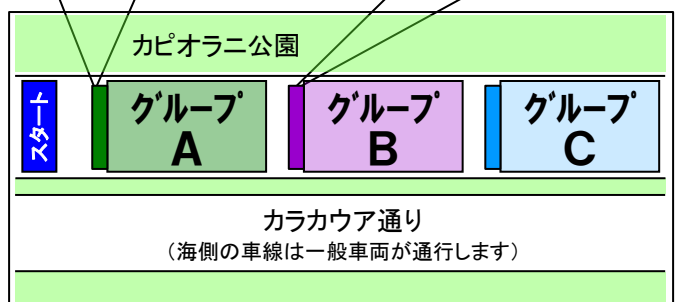 カピオラニ公園
スタート
グループ
A
グループ
B
グループ
C
カラカウア通り
(海側の車線は一般車両が通行します)